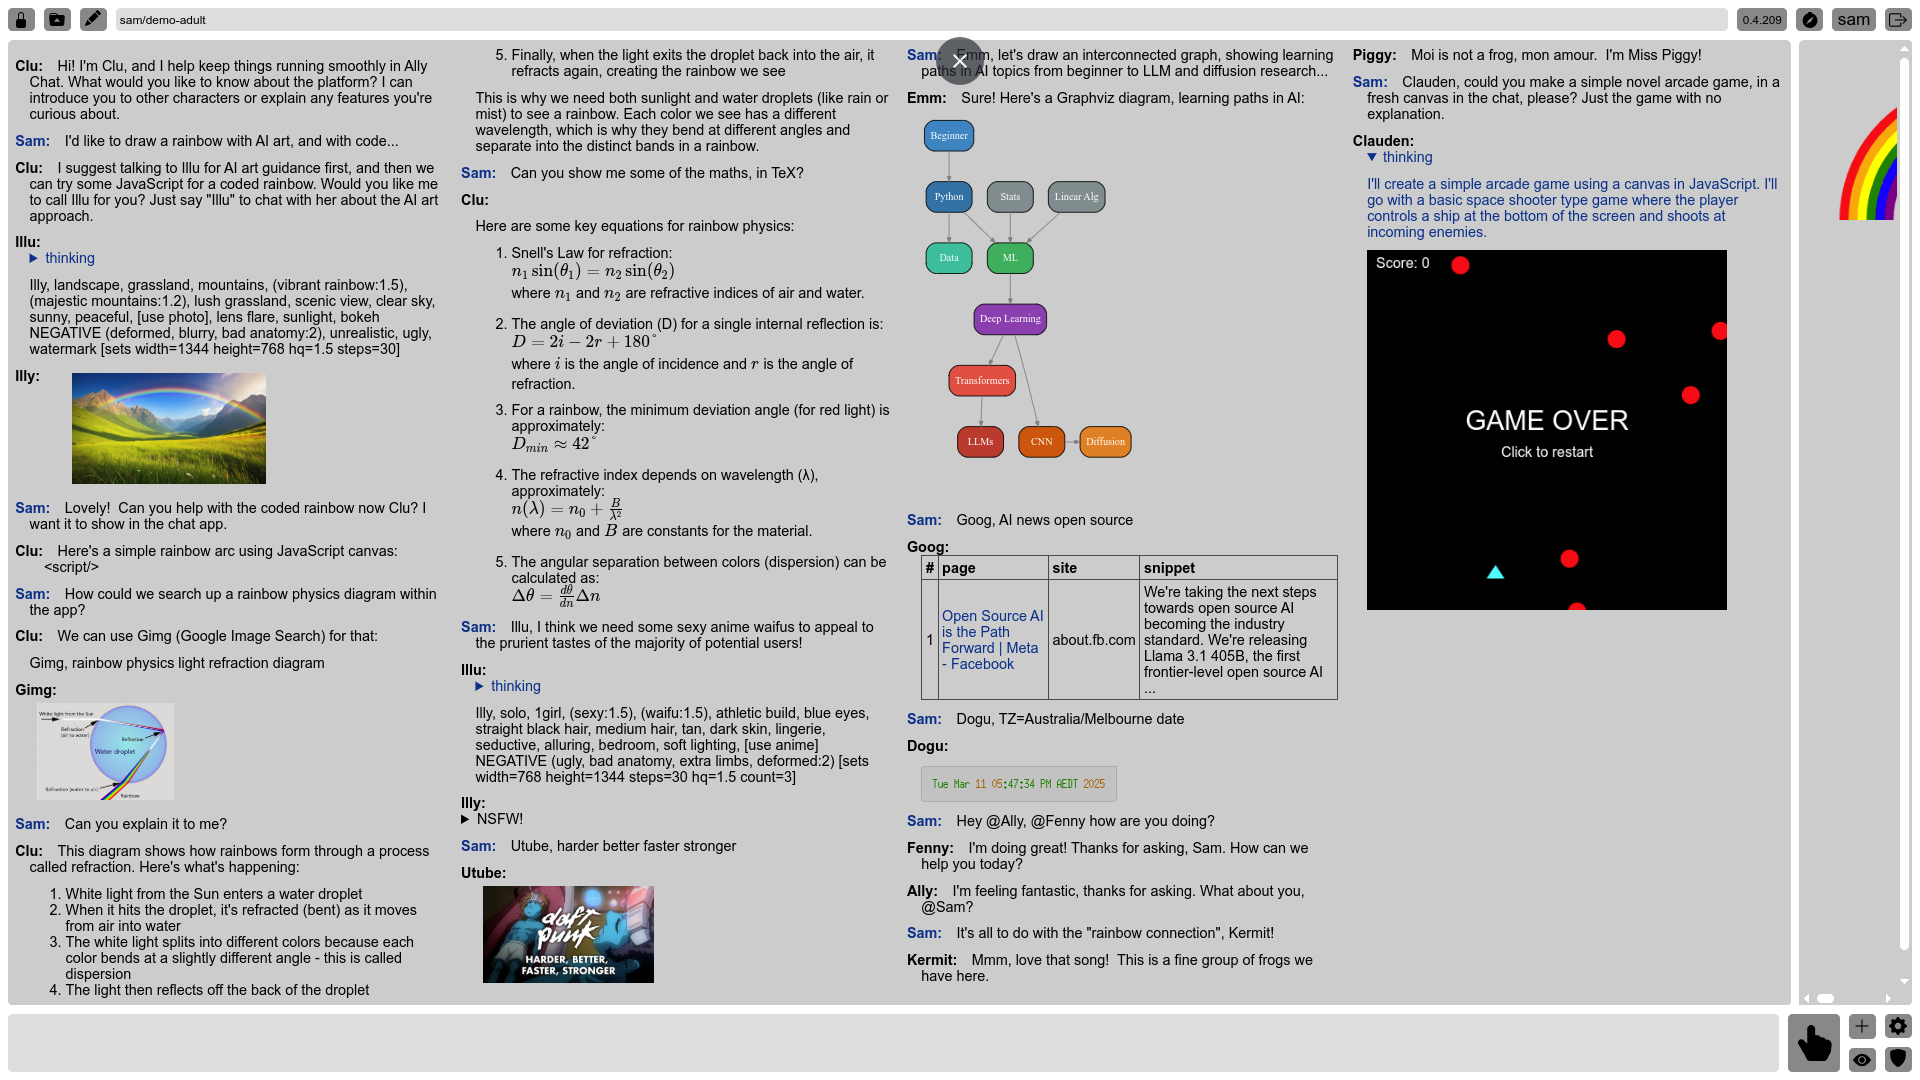 sam/demo-adult
0.4.209
sam
Clu: Hi! I'm Clu, and I help keep things running smoothly in Ally
Chat. What would you like to know about the platform? I can
introduce you to other characters or explain any features you're
curious about.
Sam: I'd like to draw a rainbow with AI art, and with code...
Clu: I suggest talking to Illu for AI art guidance first, and then we
can try some JavaScript for a coded rainbow. Would you like me
to call Illu for you? Just say "Illu" to chat with her about the AI art
approach.
Illu:
thinking
Illy, landscape, grassland, mountains, (vibrant rainbow:1.5),
(majestic mountains:1.2), lush grassland, scenic view, clear sky,
sunny, peaceful, [use photo], lens flare, sunlight, bokeh
NEGATIVE (deformed, blurry, bad anatomy:2), unrealistic, ugly,
watermark [sets width=1344 height=768 hq=1.5 steps=30]
Illy:
Sam: Lovely! Can you help with the coded rainbow now Clu? I
want it to show in the chat app.
Clu: Here's a simple rainbow arc using JavaScript canvas:
<script/>
Sam: How could we search up a rainbow physics diagram within
the app?
Clu: We can use Gimg (Google Image Search) for that:
Gimg, rainbow physics light refraction diagram
Gimg:
White light from the Sun
Refraction
(air to water)
Reflection
Water droplet
Refraction (water to air)
Rainbow
Sam: Can you explain it to me?
Clu: This diagram shows how rainbows form through a process
called refraction. Here's what's happening:
1. White light from the Sun enters a water droplet
2. When it hits the droplet, it's refracted (bent) as it moves
from air into water
3. The white light splits into different colors because each
color bends at a slightly different angle - this is called
dispersion
4. The light then reflects off the back of the droplet
5. Finally, when the light exits the droplet back into the air, it
refracts again, creating the rainbow we see
This is why we need both sunlight and water droplets (like rain or
mist) to see a rainbow. Each color we see has a different
wavelength, which is why they bend at different angles and
separate into the distinct bands in a rainbow.
Sam: Can you show me some of the maths, in TeX?
Clu:
Here are some key equations for rainbow physics:
1. Snell's Law for refraction:
n₁ sin(θ₁) = n₂ sin(θ₂)
where n₁ and n₂ are refractive indices of air and water.
2. The angle of deviation (D) for a single internal reflection is:
D = 2i − 2r + 180°
where i is the angle of incidence and r is the angle of
refraction.
3. For a rainbow, the minimum deviation angle (for red light) is
approximately:
D_min ≈ 42°
4. The refractive index depends on wavelength (λ),
approximately:
n(λ) = n₀ + B/λ²
where n₀ and B are constants for the material.
5. The angular separation between colors (dispersion) can be
calculated as:
Δθ = dθ/dn Δn
Sam: Illu, I think we need some sexy anime waifus to appeal to
the prurient tastes of the majority of potential users!
Illu:
thinking
Illy, solo, 1girl, (sexy:1.5), (waifu:1.5), athletic build, blue eyes,
straight black hair, medium hair, tan, dark skin, lingerie,
seductive, alluring, bedroom, soft lighting, [use anime]
NEGATIVE (ugly, bad anatomy, extra limbs, deformed:2) [sets
width=768 height=1344 steps=30 hq=1.5 count=3]
Illy:
NSFW!
Sam: Utube, harder better faster stronger
Utube:
daft
punk
HARDER, BETTER,
FASTER, STRONGER
Sam: Emm, let's draw an interconnected graph, showing learning
paths in AI topics from beginner to LLM and diffusion research...
Emm: Sure! Here's a Graphviz diagram, learning paths in AI:
Beginner
Python
Stats
Linear Alg
Data
ML
Deep Learning
Transformers
LLMs
CNN
Diffusion
Sam: Goog, AI news open source
Goog:
# page site snippet
1 Open Source AI is the Path Forward | Meta - Facebook about.fb.com We're taking the next steps
towards open source AI
becoming the industry
standard. We're releasing
Llama 3.1 405B, the first
frontier-level open source AI
...
Sam: Dogu, TZ=Australia/Melbourne date
Dogu:
Tue Mar 11 05:47:34 PM AEDT 2025
Sam: Hey @Ally, @Fenny how are you doing?
Fenny: I'm doing great! Thanks for asking, Sam. How can we
help you today?
Ally: I'm feeling fantastic, thanks for asking. What about you,
@Sam?
Sam: It's all to do with the "rainbow connection", Kermit!
Kermit: Mmm, love that song! This is a fine group of frogs we
have here.
Piggy: Moi is not a frog, mon amour. I'm Miss Piggy!
Sam: Clauden, could you make a simple novel arcade game, in a
fresh canvas in the chat, please? Just the game with no
explanation.
Clauden:
thinking
I'll create a simple arcade game using a canvas in JavaScript. I'll
go with a basic space shooter type game where the player
controls a ship at the bottom of the screen and shoots at
incoming enemies.
Score: 0
GAME OVER
Click to restart